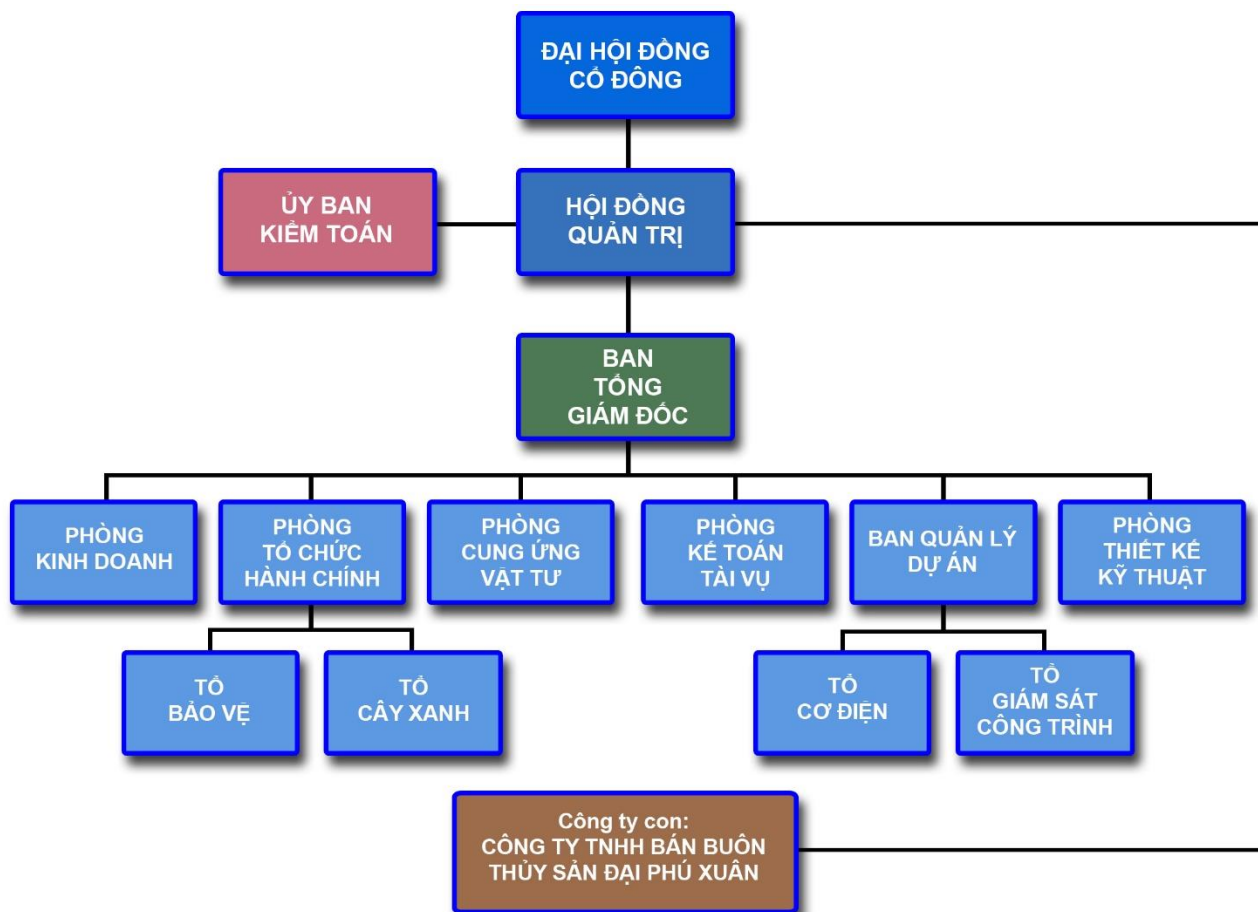 ĐẠI HỘI ĐỒNG
CỔ ĐÔNG
ỦY BAN
KIỂM TOÁN
HỘI ĐỒNG
QUẢN TRỊ
BAN
TỔNG
GIÁM ĐỐC
PHÒNG
KINH DOANH
PHÒNG
TỔ CHỨC
HÀNH CHÍNH
PHÒNG
CUNG ỨNG
VẬT TƯ
PHÒNG
KẾ TOÁN
TÀI VỤ
BAN QUẢN LÝ
DỰ ÁN
PHÒNG
THIẾT KẾ
KỸ THUẬT
TỔ
BẢO VỆ
TỔ
CÂY XANH
TỔ
CƠ ĐIỆN
TỔ
GIÁM SÁT
CÔNG TRÌNH
Công ty con:
CÔNG TY TNHH BÁN BUÔN
THỦY SẢN ĐẠI PHÚ XUÂN